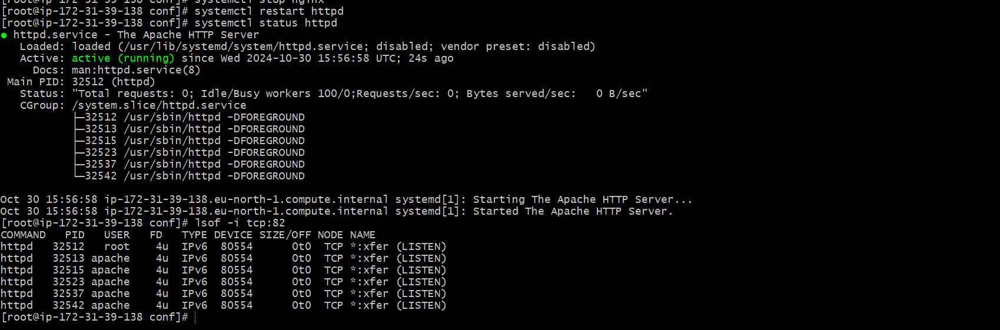 [root@ip-172-31-39-138 conf]# systemctl stop nginx
[root@ip-172-31-39-138 conf]# systemctl restart httpd
[root@ip-172-31-39-138 conf]# systemctl status httpd
● httpd.service - The Apache HTTP Server
   Loaded: loaded (/usr/lib/systemd/system/httpd.service; disabled; vendor preset: disabled)
   Active: active (running) since Wed 2024-10-30 15:56:58 UTC; 24s ago
     Docs: man:httpd.service(8)
 Main PID: 32512 (httpd)
   Status: "Total requests: 0; Idle/Busy workers 100/0;Requests/sec: 0; Bytes served/sec:   0 B/sec"
   CGroup: /system.slice/httpd.service
           ├─32512 /usr/sbin/httpd -DFOREGROUND
           ├─32513 /usr/sbin/httpd -DFOREGROUND
           ├─32515 /usr/sbin/httpd -DFOREGROUND
           ├─32523 /usr/sbin/httpd -DFOREGROUND
           ├─32537 /usr/sbin/httpd -DFOREGROUND
           └─32542 /usr/sbin/httpd -DFOREGROUND
Oct 30 15:56:58 ip-172-31-39-138.eu-north-1.compute.internal systemd[1]: Starting The Apache HTTP Server...
Oct 30 15:56:58 ip-172-31-39-138.eu-north-1.compute.internal systemd[1]: Started The Apache HTTP Server.
[root@ip-172-31-39-138 conf]# lsof -i tcp:82
COMMAND   PID   USER   FD   TYPE DEVICE SIZE/OFF NODE NAME
httpd   32512   root    4u  IPv6  80554      0t0  TCP *:xfer (LISTEN)
httpd   32513 apache    4u  IPv6  80554      0t0  TCP *:xfer (LISTEN)
httpd   32515 apache    4u  IPv6  80554      0t0  TCP *:xfer (LISTEN)
httpd   32523 apache    4u  IPv6  80554      0t0  TCP *:xfer (LISTEN)
httpd   32537 apache    4u  IPv6  80554      0t0  TCP *:xfer (LISTEN)
httpd   32542 apache    4u  IPv6  80554      0t0  TCP *:xfer (LISTEN)
[root@ip-172-31-39-138 conf]#